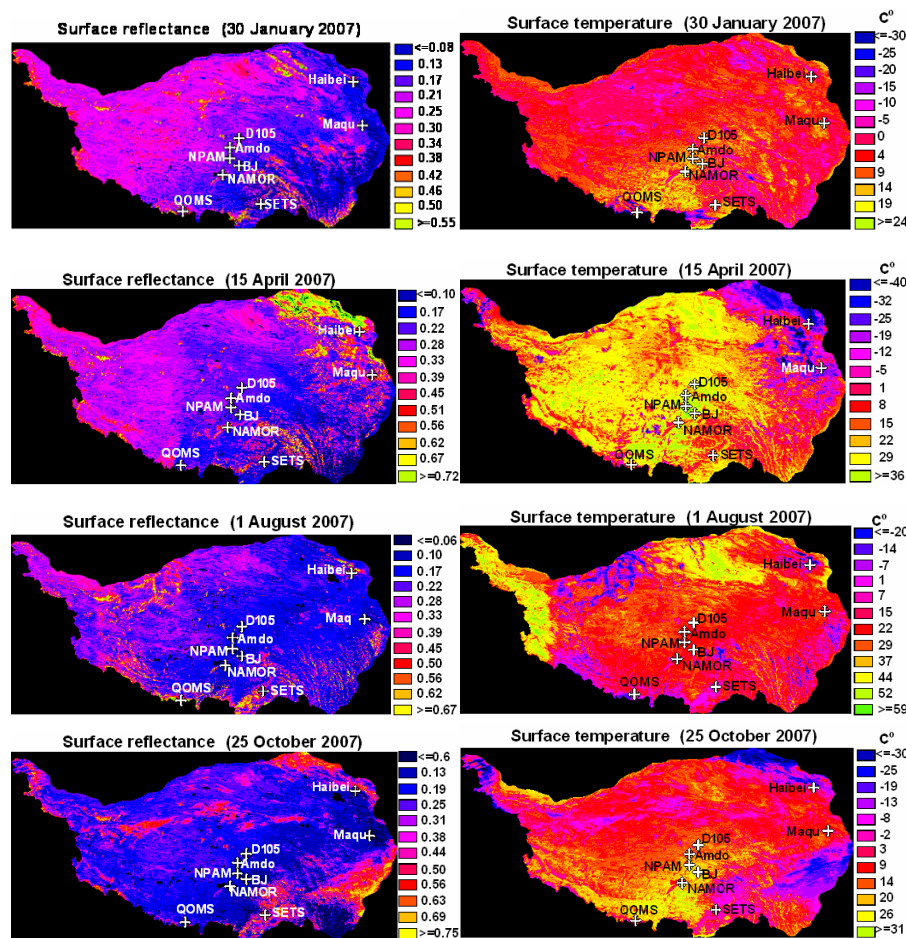 Surface reflectance (30 January 2007)
<=0.08
0.13
0.17
0.21
0.25
0.30
0.34
0.38
0.42
0.46
0.50
>=0.55
Haibei
Maqu
D105
Amdo
NPAM
BJ
NAMOR
QOMS
SETS
Surface temperature (30 January 2007)
C°
<=-30
-25
-20
-15
-10
-5
0
4
9
14
19
>=24
Haibei
Maqu
D105
Amdo
NPAM
BJ
NAMOR
QOMS
SETS
Surface reflectance (15 April 2007)
<=0.10
0.17
0.22
0.28
0.33
0.39
0.45
0.51
0.56
0.62
0.67
>=0.72
Haibei
Maqu
D105
Amdo
NPAM
BJ
NAMOR
QOMS
SETS
Surface temperature (15 April 2007)
C°
<=-40
-32
-25
-19
-12
-5
1
8
15
22
29
>=36
Haibei
Maqu
D105
Amdo
NPAM
BJ
NAMOR
QOMS
SETS
Surface reflectance (1 August 2007)
<=0.06
0.10
0.17
0.22
0.28
0.33
0.39
0.45
0.50
0.56
0.62
>=0.67
Haibei
Maq
D105
Amdo
NPAM
BJ
NAMOR
QOMS
SETS
Surface temperature (1 August 2007)
C°
<=-20
-14
-7
1
7
15
22
29
37
44
52
>=59
Haibei
Maqu
D105
Amdo
NPAM
BJ
NAMOR
QOMS
SETS
Surface reflectance (25 October 2007)
<=0.6
0.13
0.19
0.25
0.31
0.38
0.44
0.50
0.56
0.63
0.69
>=0.75
Haibei
Maqu
D105
Amdo
NPAM
BJ
NAMOR
QOMS
SETS
Surface temperature (25 October 2007)
C°
<=-30
-25
-19
-13
-8
-2
3
9
14
20
26
>=31
Haibei
Maqu
D105
Amdo
NPAM
BJ
NAMOR
QOMS
SETS